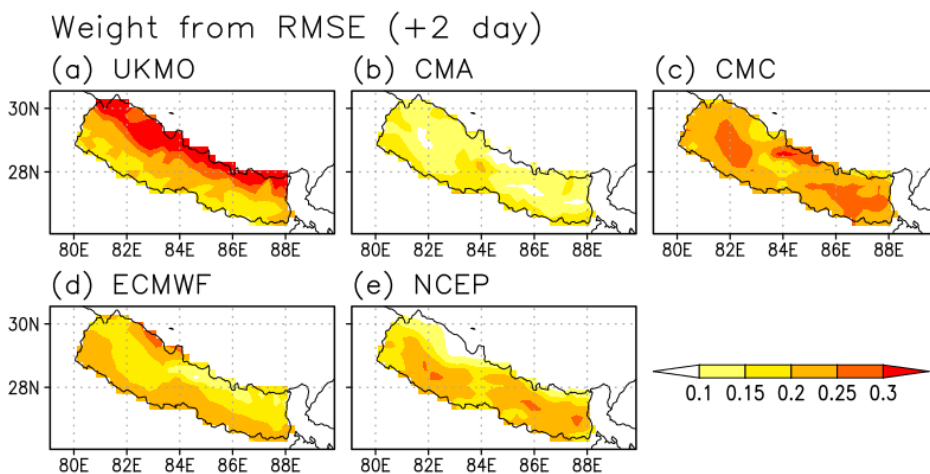 Weight from RMSE (+2 day)
(a) UKMO
(b) CMA
(c) CMC
30N
28N
80E 82E 84E 86E 88E
80E 82E 84E 86E 88E
80E 82E 84E 86E 88E
(d) ECMWF
(e) NCEP
30N
28N
80E 82E 84E 86E 88E
80E 82E 84E 86E 88E
0.1 0.15 0.2 0.25 0.3